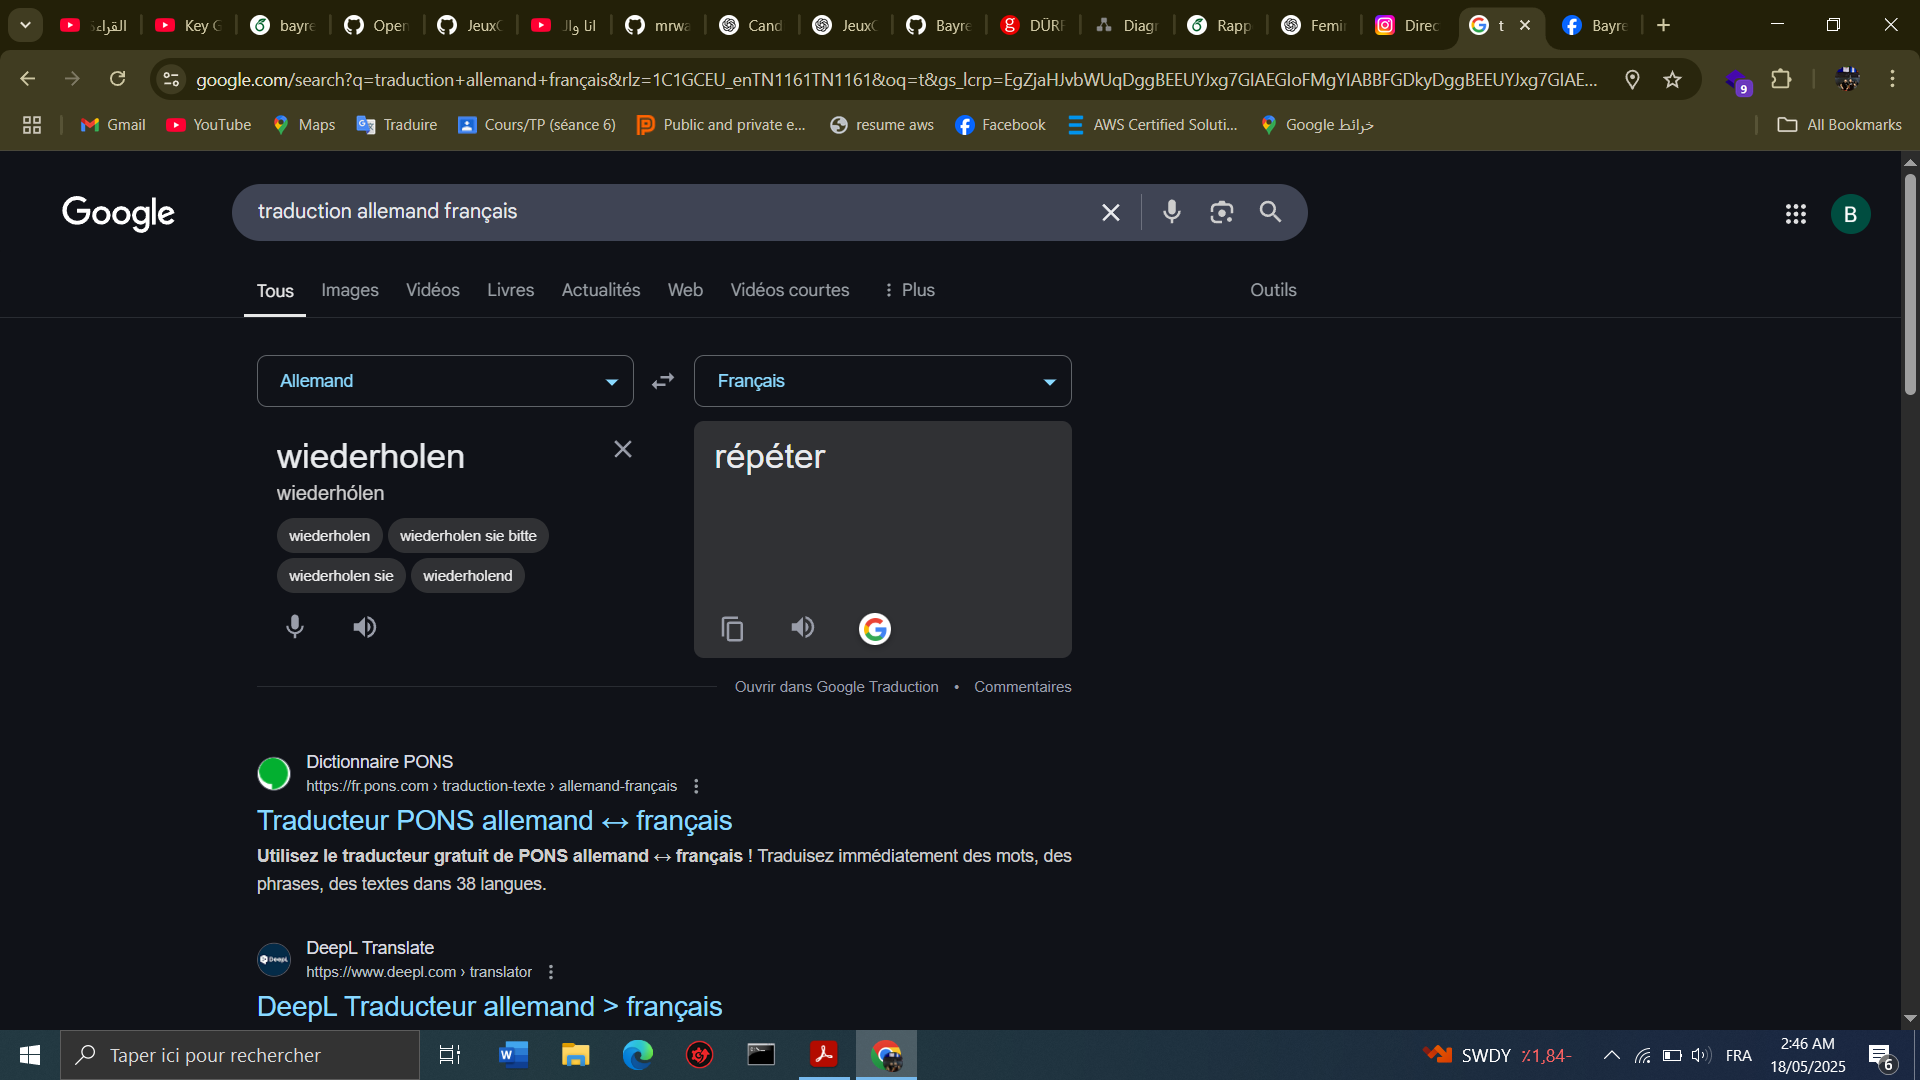 القراءة
Key G
bayre
Open
JeuxC
انا وال
mrwa
Cand
JeuxC
Bayre
DÜRR
Diagr
Rapp
Femin
Direc
t
Bayre
google.com/search?q=traduction+allemand+français&rlz=1C1GCEU_enTN1161TN1161&oq=t&gs_lcrp=EgZjaHJvbWUqDggBEEUYJxg7GIAEGIoFMgYIABBFGDkyDggBEEUYJxg7GIAE...
9
Gmail
YouTube
Maps
Traduire
Cours/TP (séance 6)
Public and private e...
resume aws
Facebook
AWS Certified Soluti...
خرائط Google
All Bookmarks
Google
traduction allemand français
B
Tous
Images
Vidéos
Livres
Actualités
Web
Vidéos courtes
Plus
Outils
Allemand
Français
wiederholen
wiederhólen
wiederholen
wiederholen sie bitte
wiederholen sie
wiederholend
répéter
Ouvrir dans Google Traduction • Commentaires
Dictionnaire PONS
https://fr.pons.com › traduction-texte › allemand-français
Traducteur PONS allemand ↔ français
Utilisez le traducteur gratuit de PONS allemand ↔ français ! Traduisez immédiatement des mots, des
phrases, des textes dans 38 langues.
DeepL
DeepL Translate
https://www.deepl.com › translator
DeepL Traducteur allemand > français
Taper ici pour rechercher
SWDY
٪1,84-
FRA
2:46 AM
18/05/2025
6